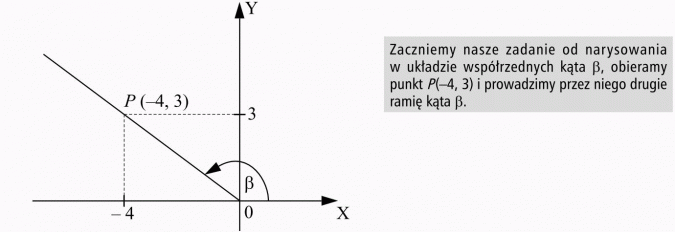 Y
P (–4, 3)
3
β
– 4
0
X
Zaczniemy nasze zadanie od narysowania
w układzie współrzędnych kąta β, obieramy
punkt P(–4, 3) i prowadzimy przez niego drugie
ramię kąta β.